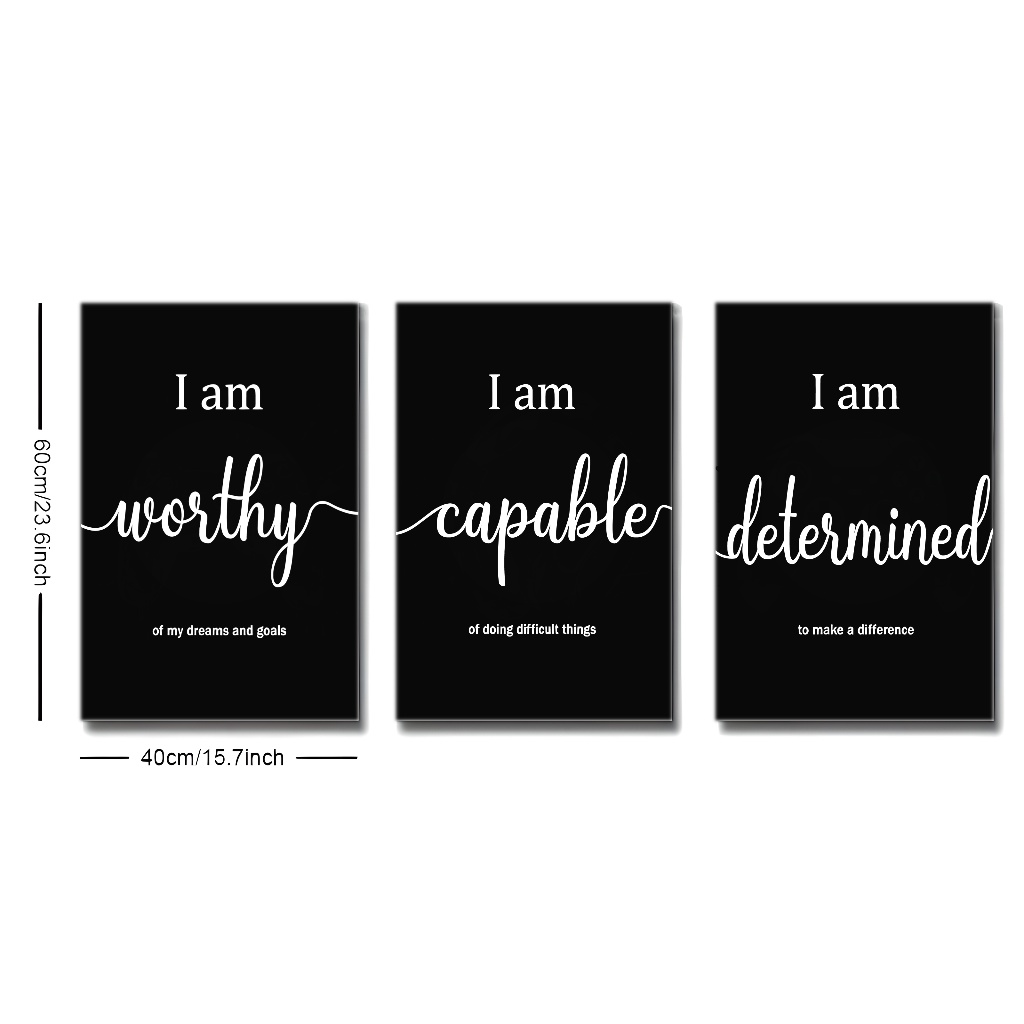 I am
worthy
of my dreams and goals
I am
capable
of doing difficult things
I am
determined
to make a difference
60cm/23.6inch
40cm/15.7inch